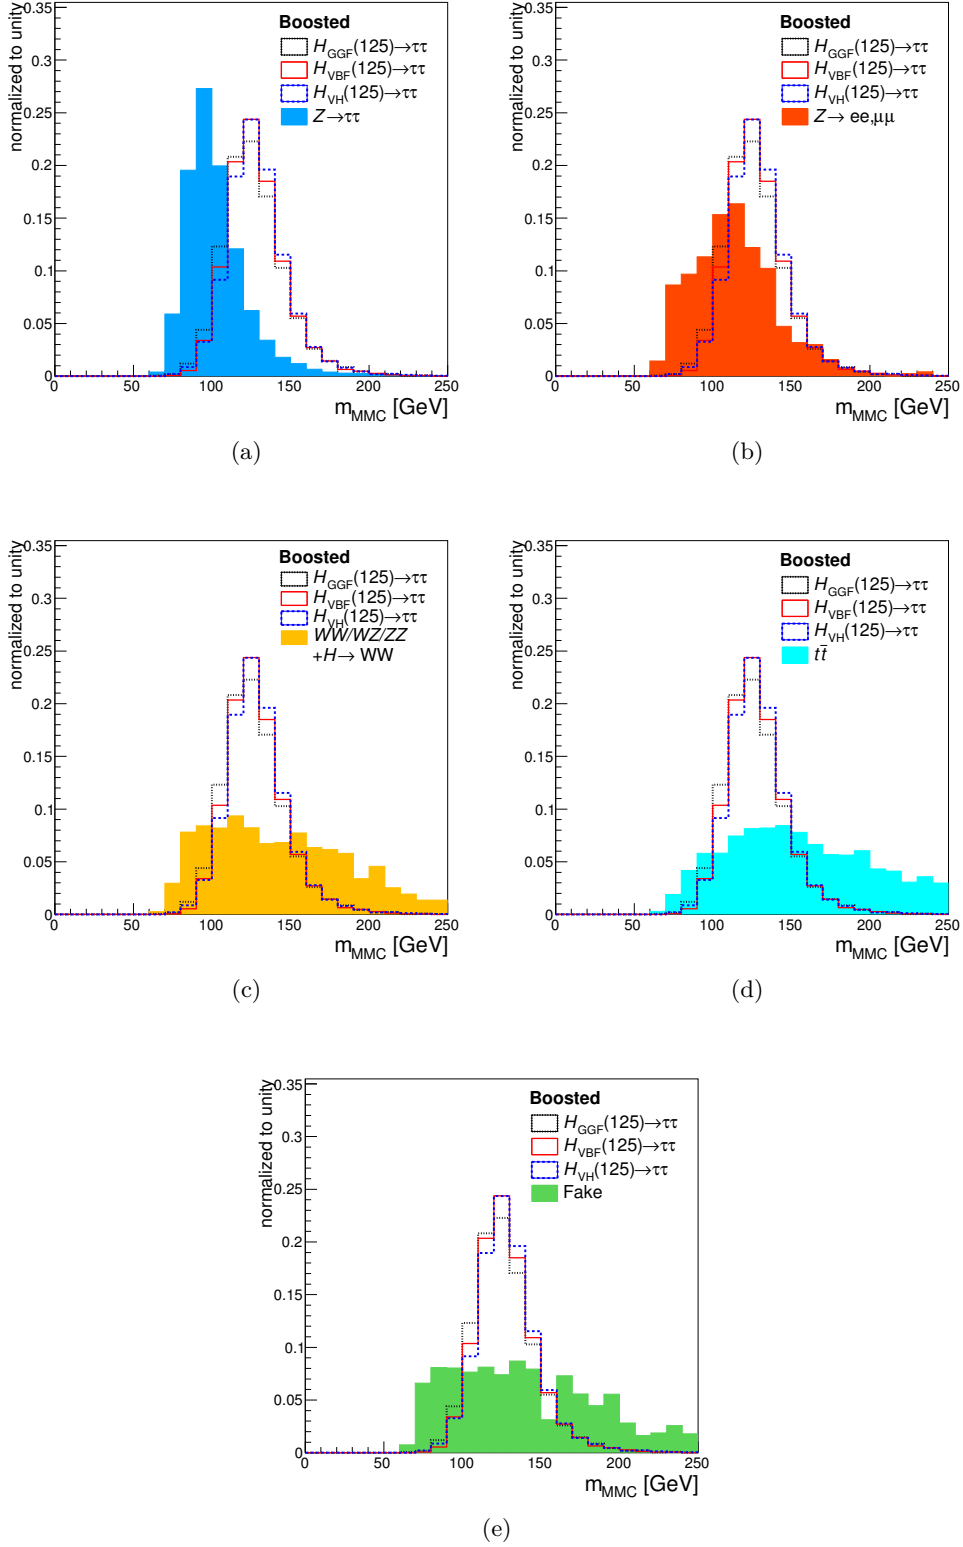 normalized to unity
0.35
0.3
0.25
0.2
0.15
0.1
0.05
0
Boosted
H_GGF(125)→ττ
H_VBF(125)→ττ
H_VH(125)→ττ
Z→ττ
0 50 100 150 200 250
m_MMC [GeV]
(a)
normalized to unity
0.35
0.3
0.25
0.2
0.15
0.1
0.05
0
Boosted
H_GGF(125)→ττ
H_VBF(125)→ττ
H_VH(125)→ττ
Z→ ee,μμ
0 50 100 150 200 250
m_MMC [GeV]
(b)
normalized to unity
0.35
0.3
0.25
0.2
0.15
0.1
0.05
0
Boosted
H_GGF(125)→ττ
H_VBF(125)→ττ
H_VH(125)→ττ
WW/WZ/ZZ
+H→ WW
0 50 100 150 200 250
m_MMC [GeV]
(c)
normalized to unity
0.35
0.3
0.25
0.2
0.15
0.1
0.05
0
Boosted
H_GGF(125)→ττ
H_VBF(125)→ττ
H_VH(125)→ττ
tt̄
0 50 100 150 200 250
m_MMC [GeV]
(d)
normalized to unity
0.35
0.3
0.25
0.2
0.15
0.1
0.05
0
Boosted
H_GGF(125)→ττ
H_VBF(125)→ττ
H_VH(125)→ττ
Fake
0 50 100 150 200 250
m_MMC [GeV]
(e)